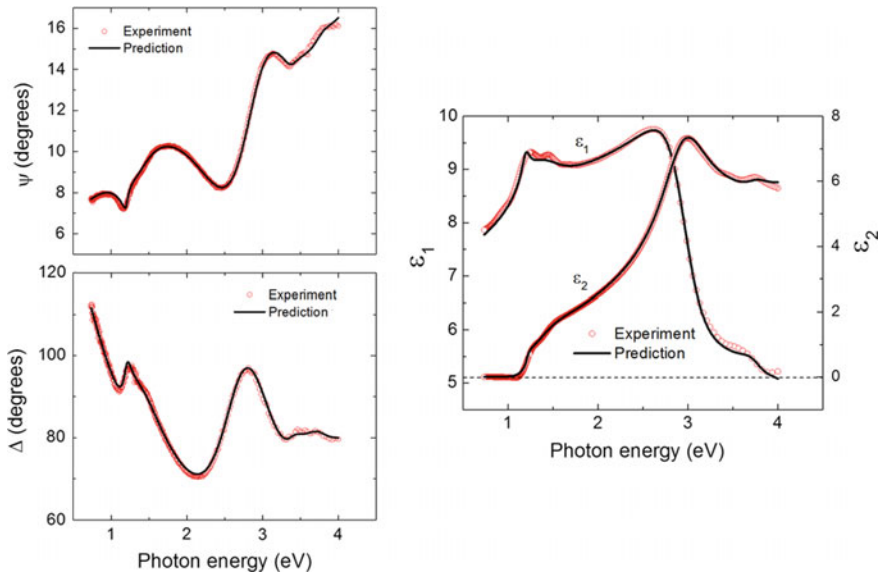 16
14
12
10
8
6
ψ (degrees)
Experiment
Prediction
120
100
80
60
Δ (degrees)
Experiment
Prediction
1 2 3 4
Photon energy (eV)
10
9
8
7
6
5
ε1
ε1
ε2
Experiment
Prediction
8
6
4
2
0
ε2
1 2 3 4
Photon energy (eV)